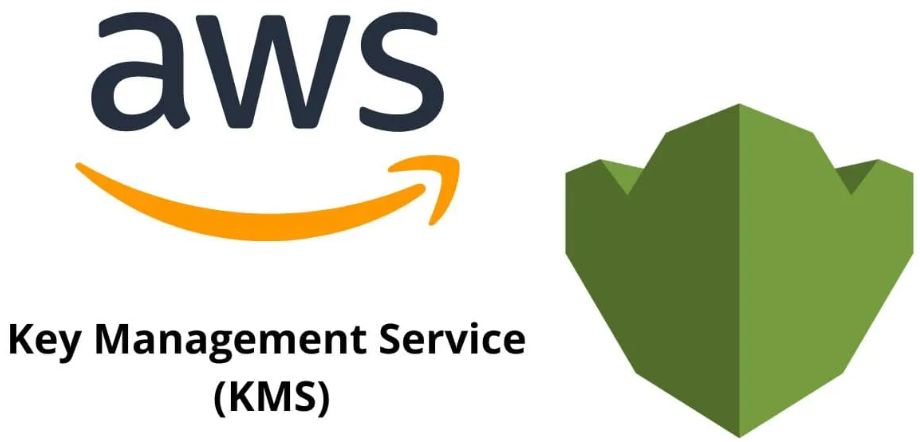 aws
Key Management Service
(KMS)